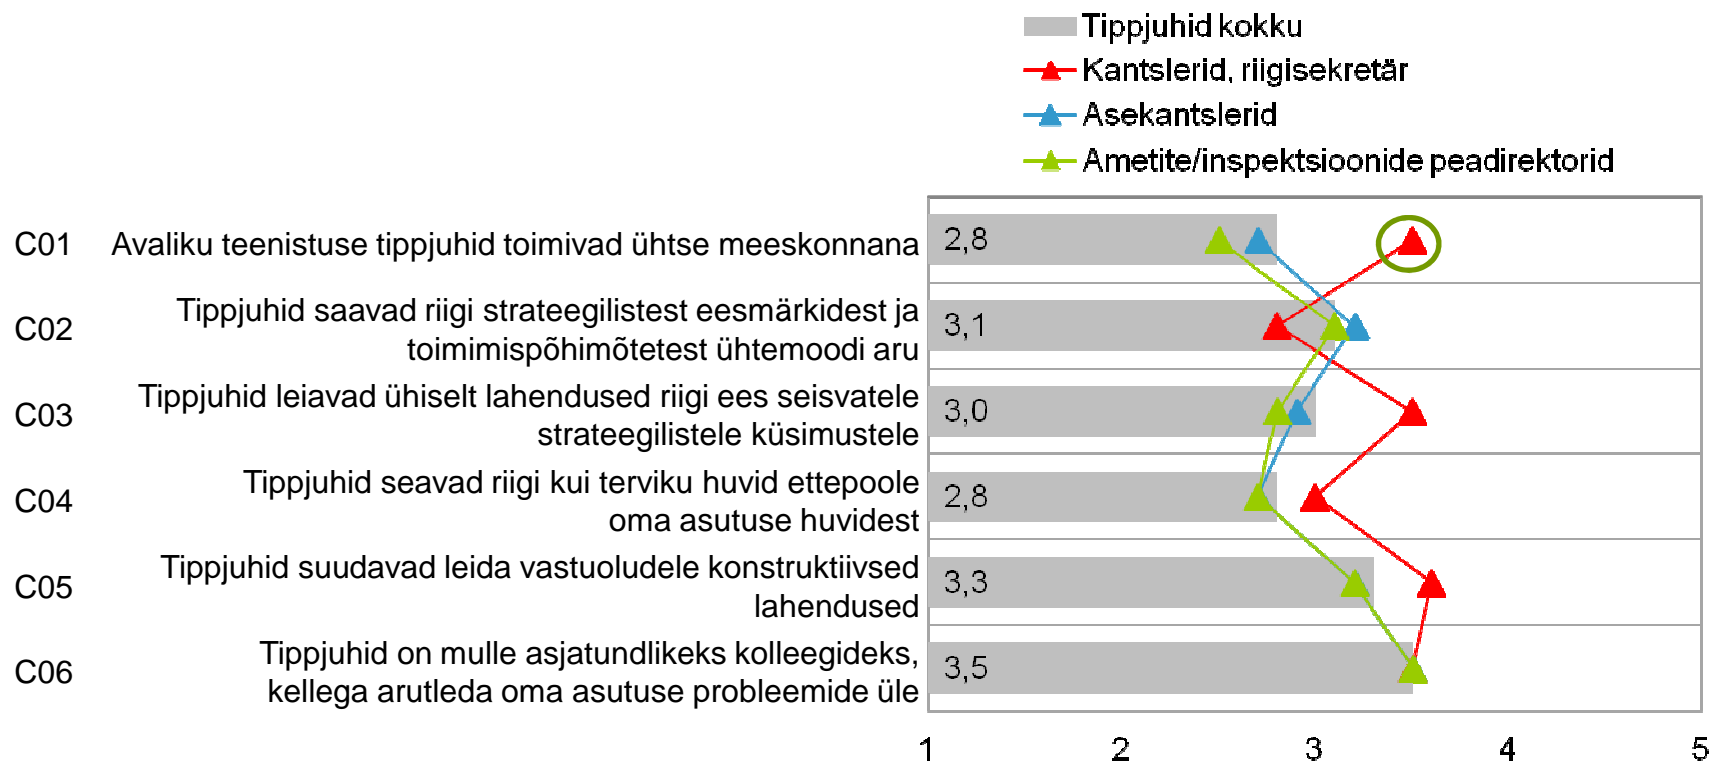 Tippjuhid kokku
Kantslerid, riigisekretär
Asekantslerid
Ametite/inspektsioonide peadirektorid
C01 Avaliku teenistuse tippjuhid toimivad ühtse meeskonnana 2,8
C02 Tippjuhid saavad riigi strateegilistest eesmärkidest ja
toimimispõhimõtetest ühtemoodi aru 3,1
C03 Tippjuhid leiavad ühiselt lahendused riigi ees seisvatele
strateegilistele küsimustele 3,0
C04 Tippjuhid seavad riigi kui terviku huvid ettepoole
oma asutuse huvidest 2,8
C05 Tippjuhid suudavad leida vastuoludele konstruktiivsed
lahendused 3,3
C06 Tippjuhid on mulle asjatundlikeks kolleegideks,
kellega arutleda oma asutuse probleemide üle 3,5
1 2 3 4 5